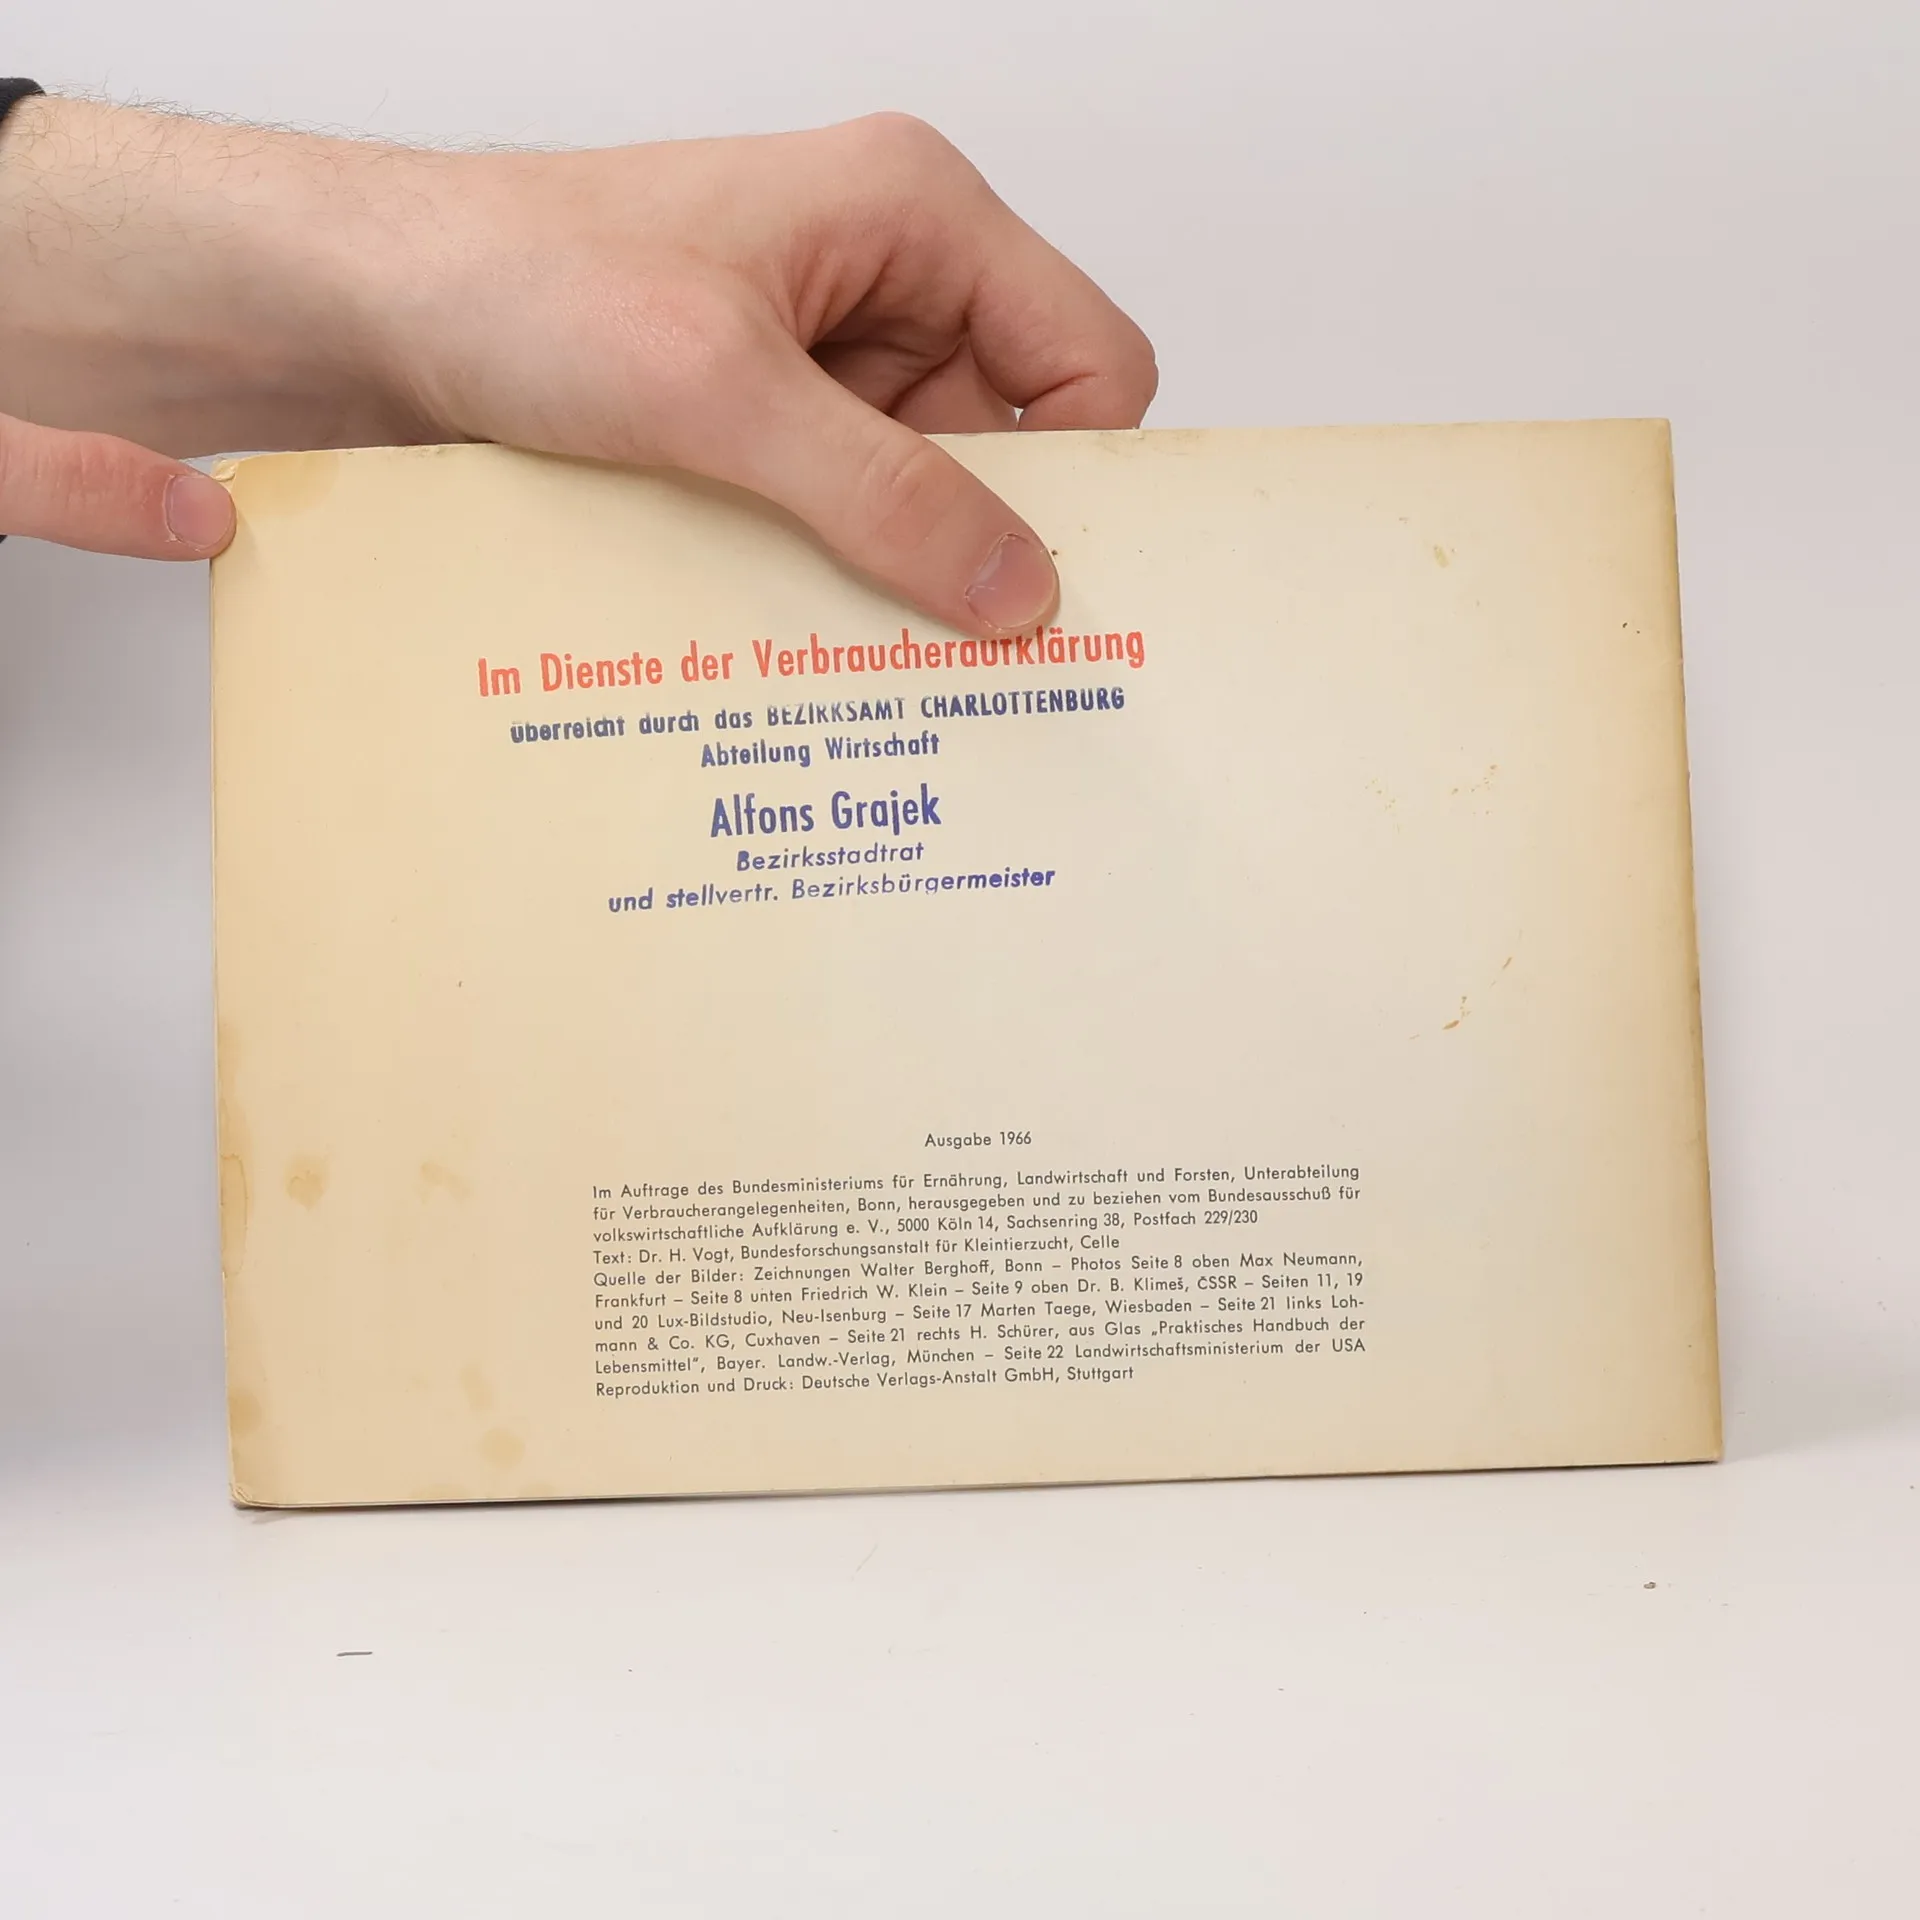 Im Dienste der Verbraucheraufklärung
überreicht durch das BEZIRKSAMT CHARLOTTENBURG
Abteilung Wirtschaft
Alfons Grajek
Bezirksstadtrat
und stellvertr. Bezirksbürgermeister
Ausgabe 1966
Im Auftrage des Bundesministeriums für Ernährung, Landwirtschaft und Forsten, Unterabteilung
für Verbraucherangelegenheiten, Bonn, herausgegeben und zu beziehen vom Bundesausschuß für
volkswirtschaftliche Aufklärung e. V., 5000 Köln 14, Sachsenring 38, Postfach 229/230
Text: Dr. H. Vogt, Bundesforschungsanstalt für Kleintierzucht, Celle
Quelle der Bilder: Zeichnungen Walter Berghoff, Bonn – Photos Seite 8 oben Max Neumann,
Frankfurt – Seite 8 unten Friedrich W. Klein – Seite 9 oben Dr. B. Klimeš, ČSSR – Seiten 11, 19
und 20 Lux-Bildstudio, Neu-Isenburg – Seite 17 Marten Taege, Wiesbaden – Seite 21 links Loh-
mann & Co. KG, Cuxhaven – Seite 21 rechts H. Schürer, aus Glas „Praktisches Handbuch der
Lebensmittel“, Bayer. Landw.-Verlag, München – Seite 22 Landwirtschaftsministerium der USA
Reproduktion und Druck: Deutsche Verlags-Anstalt GmbH, Stuttgart